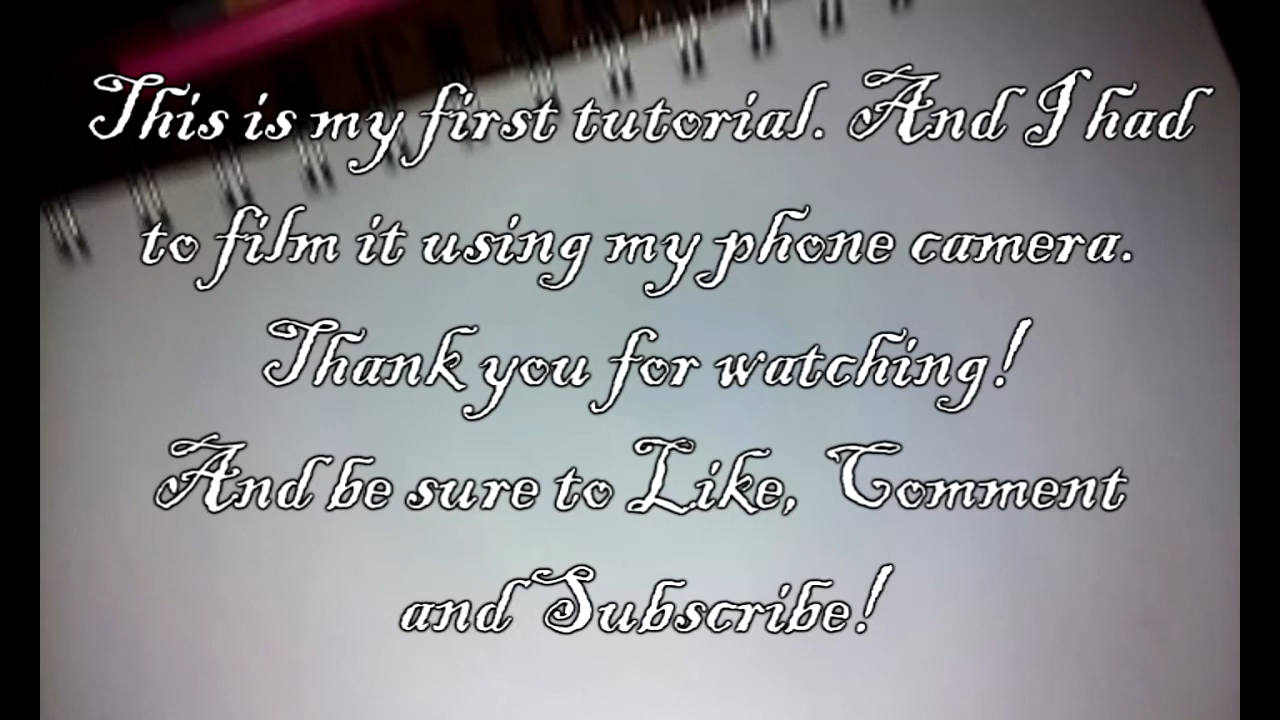 This is my first tutorial. And I had
to film it using my phone camera.
Thank you for watching!
And be sure to Like, Comment
and Subscribe!